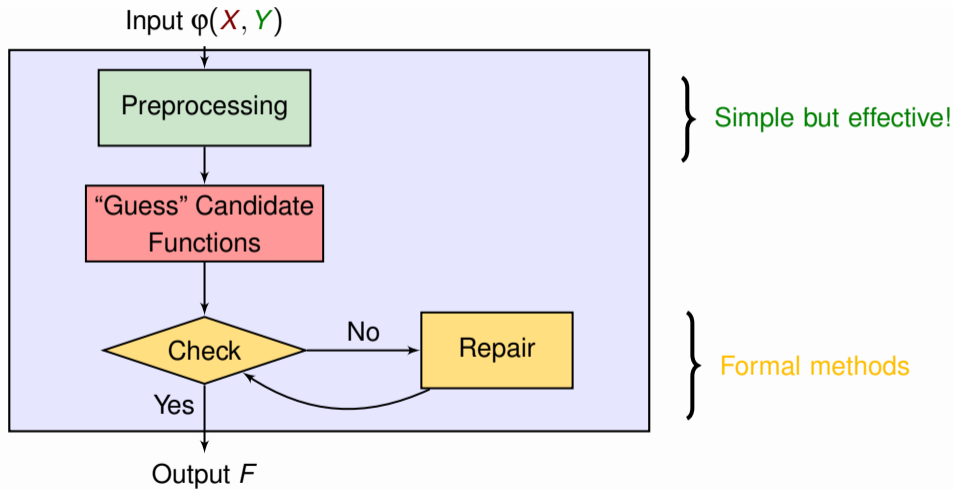 Input φ(X, Y)
Preprocessing
Simple but effective!
“Guess” Candidate
Functions
Check
No
Repair
Formal methods
Yes
Output F